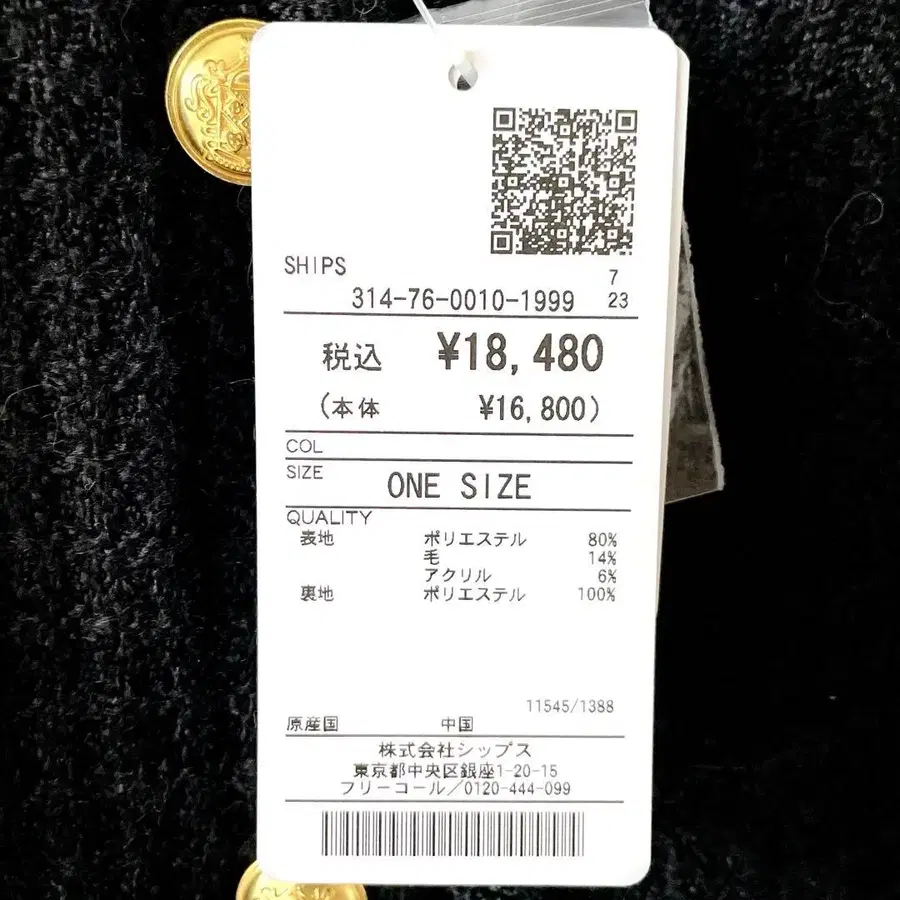 SHIPS
7
314-76-0010-1999 23
税込 ¥18,480
(本体 ¥16,800)
COL
SIZE
ONE SIZE
QUALITY
表地 ポリエステル 80%
毛 14%
アクリル 6%
裏地 ポリエステル 100%
11545/1388
原産国 中国
株式会社シップス
東京都中央区銀座1-20-15
フリーコール/0120-444-099